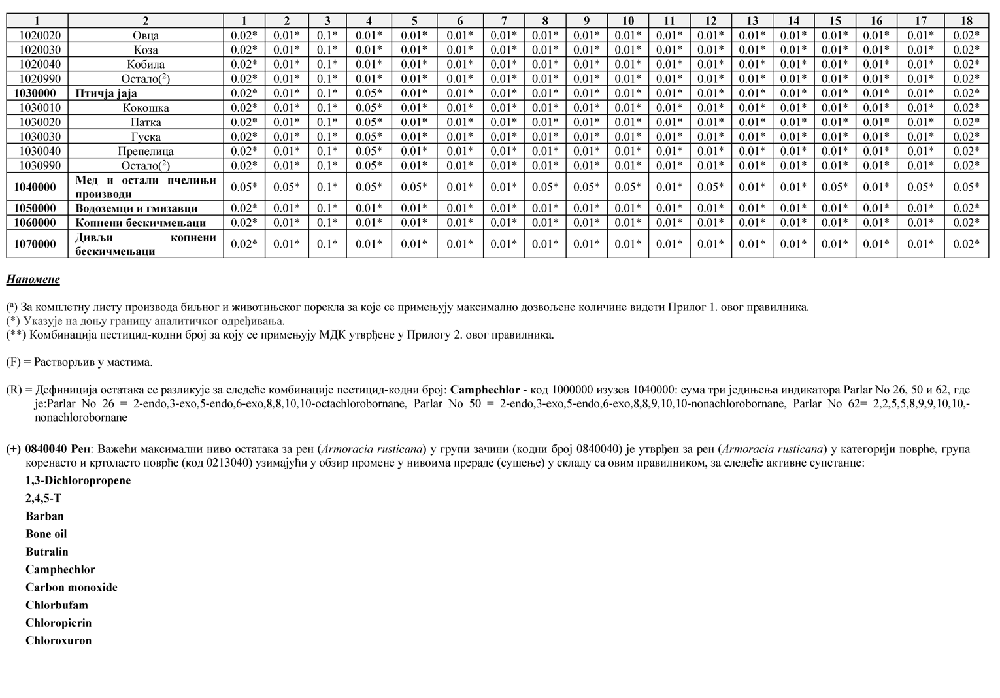 1 2 1 2 3 4 5 6 7 8 9 10 11 12 13 14 15 16 17 18
1020020 Овца 0.02* 0.01* 0.1* 0.01* 0.01* 0.01* 0.01* 0.01* 0.01* 0.01* 0.01* 0.01* 0.01* 0.01* 0.01* 0.01* 0.01* 0.02*
1020030 Коза 0.02* 0.01* 0.1* 0.01* 0.01* 0.01* 0.01* 0.01* 0.01* 0.01* 0.01* 0.01* 0.01* 0.01* 0.01* 0.01* 0.01* 0.02*
1020040 Кобила 0.02* 0.01* 0.1* 0.01* 0.01* 0.01* 0.01* 0.01* 0.01* 0.01* 0.01* 0.01* 0.01* 0.01* 0.01* 0.01* 0.01* 0.02*
1020990 Остало(2) 0.02* 0.01* 0.1* 0.01* 0.01* 0.01* 0.01* 0.01* 0.01* 0.01* 0.01* 0.01* 0.01* 0.01* 0.01* 0.01* 0.01* 0.02*
1030000 Птичја јаја 0.02* 0.01* 0.1* 0.05* 0.01* 0.01* 0.01* 0.01* 0.01* 0.01* 0.01* 0.01* 0.01* 0.01* 0.01* 0.01* 0.01* 0.02*
1030010 Кокошка 0.02* 0.01* 0.1* 0.05* 0.01* 0.01* 0.01* 0.01* 0.01* 0.01* 0.01* 0.01* 0.01* 0.01* 0.01* 0.01* 0.01* 0.02*
1030020 Патка 0.02* 0.01* 0.1* 0.05* 0.01* 0.01* 0.01* 0.01* 0.01* 0.01* 0.01* 0.01* 0.01* 0.01* 0.01* 0.01* 0.01* 0.02*
1030030 Гуска 0.02* 0.01* 0.1* 0.05* 0.01* 0.01* 0.01* 0.01* 0.01* 0.01* 0.01* 0.01* 0.01* 0.01* 0.01* 0.01* 0.01* 0.02*
1030040 Препелица 0.02* 0.01* 0.1* 0.05* 0.01* 0.01* 0.01* 0.01* 0.01* 0.01* 0.01* 0.01* 0.01* 0.01* 0.01* 0.01* 0.01* 0.02*
1030990 Остало(2) 0.02* 0.01* 0.1* 0.05* 0.01* 0.01* 0.01* 0.01* 0.01* 0.01* 0.01* 0.01* 0.01* 0.01* 0.01* 0.01* 0.01* 0.02*
1040000 Мед и остали пчелињи
производи 0.05* 0.05* 0.1* 0.05* 0.05* 0.01* 0.01* 0.05* 0.05* 0.05* 0.01* 0.05* 0.01* 0.01* 0.05* 0.01* 0.05* 0.05*
1050000 Водоземци и гмизавци 0.02* 0.01* 0.1* 0.01* 0.01* 0.01* 0.01* 0.01* 0.01* 0.01* 0.01* 0.01* 0.01* 0.01* 0.01* 0.01* 0.01* 0.02*
1060000 Копнени бескичмењаци 0.02* 0.01* 0.1* 0.01* 0.01* 0.01* 0.01* 0.01* 0.01* 0.01* 0.01* 0.01* 0.01* 0.01* 0.01* 0.01* 0.01* 0.02*
1070000 Дивљи копнени
бескичмењаци 0.02* 0.01* 0.1* 0.01* 0.01* 0.01* 0.01* 0.01* 0.01* 0.01* 0.01* 0.01* 0.01* 0.01* 0.01* 0.01* 0.01* 0.02*
Напомене
(а) За комплетну листу производа биљног и животињског порекла за које се примењују максимално дозвољене количине видети Прилог 1. овог правилника.
(*) Указује на доњу границу аналитичког одређивања.
(**) Комбинација пестицид-кодни број за коју се примењују МДК утврђене у Прилогу 2. овог правилника.
(F) = Растворљив у мастима.
(R) = Дефиниција остатака се разликује за следеће комбинације пестицид-кодни број: Camphechlor - код 1000000 изузев 1040000: сума три једињења индикатора Parlar No 26, 50 и 62, где
је:Parlar No 26 = 2-endo,3-exo,5-endo,6-exo,8,8,10,10-octachlorobornane, Parlar No 50 = 2-endo,3-exo,5-endo,6-exo,8,8,9,10,10-nonachlorobornane, Parlar No 62= 2,2,5,5,8,9,9,10,10,-
nonachlorobornane
(+) 0840040 Рен: Важећи максимални ниво остатака за рен (Armoracia rusticana) у групи зачини (кодни број 0840040) је утврђен за рен (Armoracia rusticana) у категорији поврће, група
коренасто и кртоласто поврће (код 0213040) узимајући у обзир промене у нивоима прераде (сушење) у складу са овим правилником, за следеће активне супстанце:
1,3-Dichloropropene
2,4,5-T
Barban
Bone oil
Butralin
Camphechlor
Carbon monoxide
Chlorbufam
Chloropicrin
Chloroxuron